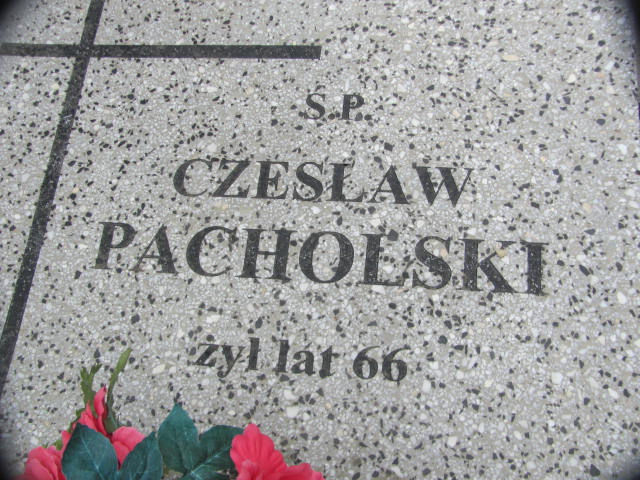 Ś.P.
CZESŁAW
PACHOLSKI
żył lat 66